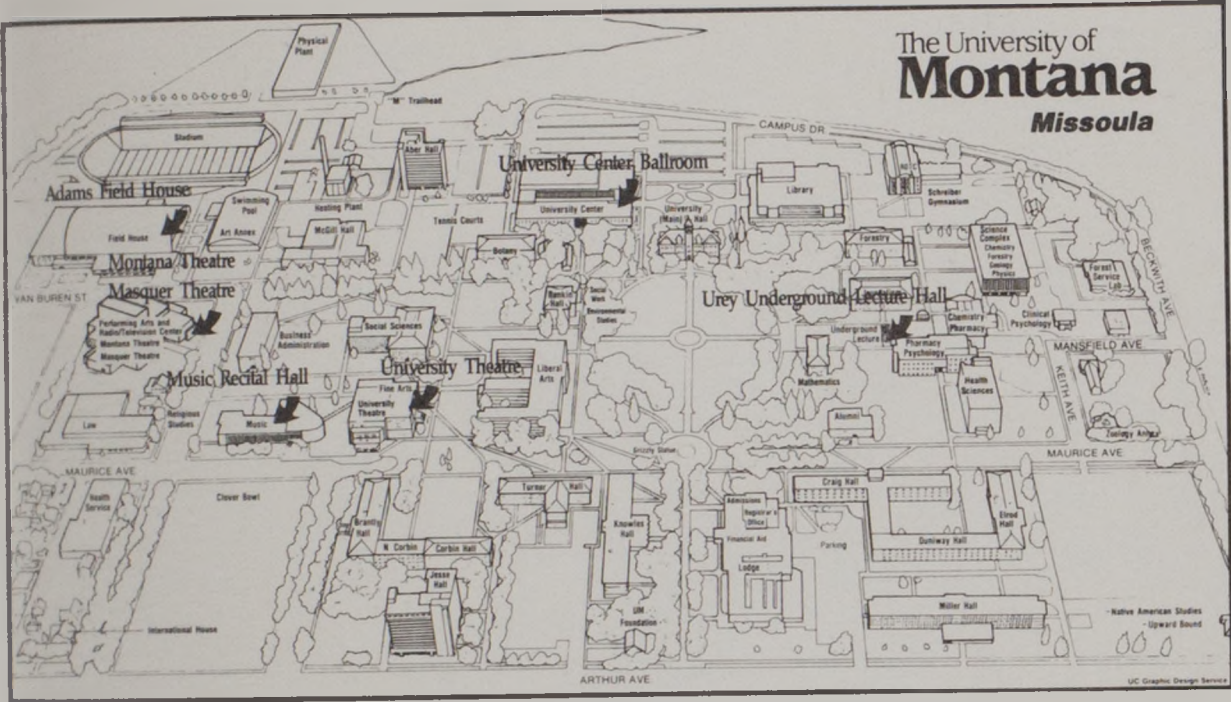 The University of
Montana
Missoula
Physical
Plant
"M" Trailhead
CAMPUS DR.
Stadium
Aber Hall
University Center Ballroom
Library
Schreiber
Gymnasium
Adams Field House
Swimming
Pool
Art Annex
Heating Plant
McGill Hall
Tennis Courts
University Center
University
(Main) Hall
Field House
Botany
Forestry
Science
Complex
Chemistry
Forestry
Geology
Physics
BECKWITH AVE
Montana Theatre
Forest
Service
Lab
VAN BUREN ST
Masquer Theatre
Rankin
Hall
Social
Work
Environmental
Studies
Urey Underground Lecture Hall
Performing Arts and
Radio/Television Center
Montana Theatre
Masquer Theatre
Business
Administration
Social Sciences
Underground
Lecture
Chemistry
Pharmacy
Clinical
Psychology
Pharmacy
Psychology
MANSFIELD AVE
Music Recital Hall
University Theatre
Liberal
Arts
Mathematics
Health
Sciences
KEITH AVE
Fine Arts
University
Theatre
Law
Religious
Studies
Music
Alumni
Zoology Annex
Grizzly Statue
MAURICE AVE
MAURICE AVE
Health
Service
Clover Bowl
Turner Hall
Craig Hall
Admissions
Registrar's
Office
Financial Aid
Lodge
Brantly
Hall
Knowles
Hall
Elrod
Hall
N Corbin
Corbin Hall
Parking
Duniway Hall
Jesse
Hall
UM
Foundation
Miller Hall
- Native American Studies
- Upward Bound
International House
ARTHUR AVE
UC Graphic Design Service